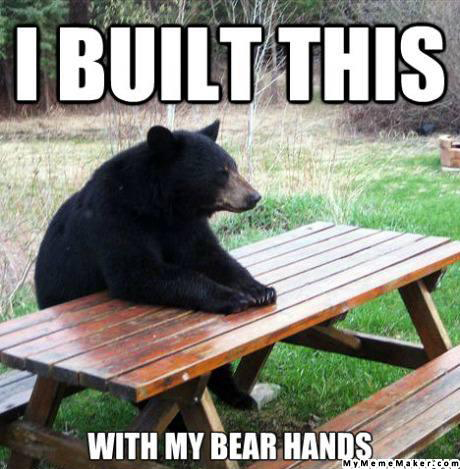 I BUILT THIS
WITH MY BEAR HANDS
MyMemeMaker.com